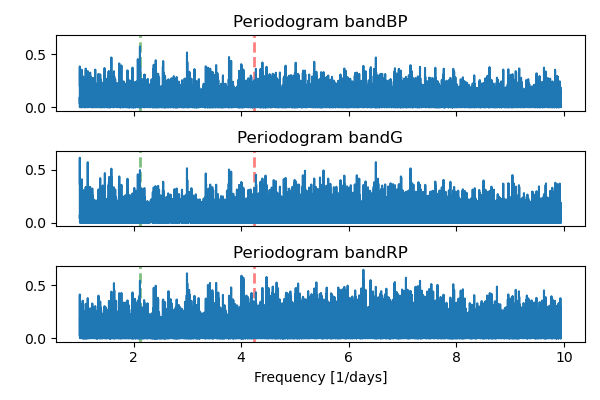 Periodogram bandBP
0.5
0.0
Periodogram bandG
0.5
0.0
Periodogram bandRP
0.5
0.0
2 4 6 8 10
Frequency [1/days]